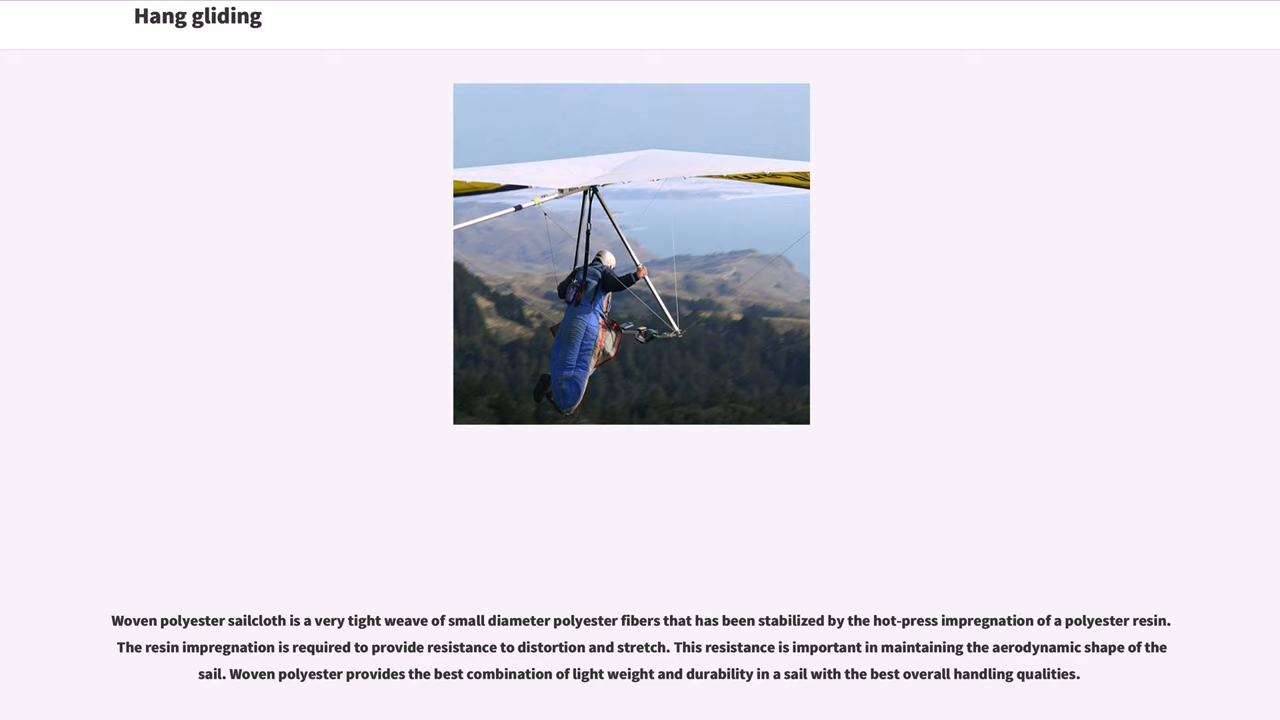 Hang gliding
Woven polyester sailcloth is a very tight weave of small diameter polyester fibers that has been stabilized by the hot-press impregnation of a polyester resin.
The resin impregnation is required to provide resistance to distortion and stretch. This resistance is important in maintaining the aerodynamic shape of the
sail. Woven polyester provides the best combination of light weight and durability in a sail with the best overall handling qualities.